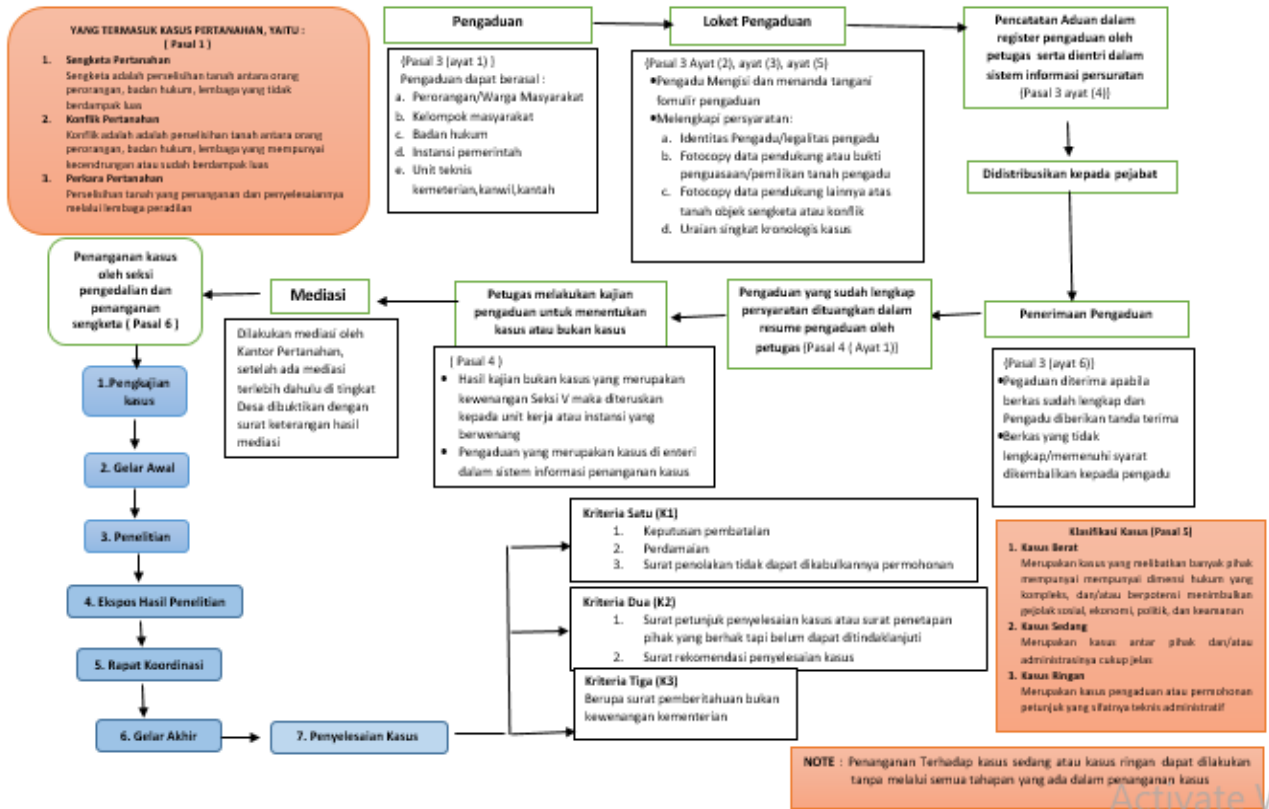 YANG TERMASUK KASUS PERTANAHAN, YAITU :
( Pasal 1 )
1. Sengketa Pertanahan
Sengketa adalah perselisihan tanah antara orang
perorangan, badan hukum, lembaga yang tidak
berdampak luas
2. Konflik Pertanahan
Konflik adalah adalah perselisihan tanah antara orang
perorangan, badan hukum, lembaga yang mempunyai
kecendrungan atau sudah berdampak luas
3. Perkara Pertanahan
Perselisihan tanah yang penanganan dan penyelesaiannya
melalui lembaga peradilan
Pengaduan
{Pasal 3 (ayat 1) }
Pengaduan dapat berasal :
a. Perorangan/Warga Masyarakat
b. Kelompok masyarakat
c. Badan hukum
d. Instansi pemerintah
e. Unit teknis
kemeterian,kanwil,kantah
Loket Pengaduan
{Pasal 3 Ayat (2), ayat (3), ayat (5)
•Pengadu Mengisi dan menanda tangani
fomulir pengaduan
•Melengkapi persyaratan:
a. Identitas Pengadu/legalitas pengadu
b. Fotocopy data pendukung atau bukti
penguasaan/pemilikan tanah pengadu
c. Fotocopy data pendukung lainnya atas
tanah objek sengketa atau konflik
d. Uraian singkat kronologis kasus
Pencatatan Aduan dalam
register pengaduan oleh
petugas serta dientri dalam
sistem informasi persuratan
{Pasal 3 ayat (4)}
Didistribusikan kepada pejabat
Penerimaan Pengaduan
{Pasal 3 (ayat 6)}
•Pegaduan diterima apabila
berkas sudah lengkap dan
Pengadu diberikan tanda terima
•Berkas yang tidak
lengkap/memenuhi syarat
dikembalikan kepada pengadu
Pengaduan yang sudah lengkap
persyaratan dituangkan dalam
resume pengaduan oleh
petugas {Pasal 4 ( Ayat 1)}
Petugas melakukan kajian
pengaduan untuk menentukan
kasus atau bukan kasus
( Pasal 4 )
• Hasil kajian bukan kasus yang merupakan
kewenangan Seksi V maka diteruskan
kepada unit kerja atau instansi yang
berwenang
• Pengaduan yang merupakan kasus di enteri
dalam sistem informasi penanganan kasus
Mediasi
Dilakukan mediasi oleh
Kantor Pertanahan,
setelah ada mediasi
terlebih dahulu di tingkat
Desa dibuktikan dengan
surat keterangan hasil
mediasi
Penanganan kasus
oleh seksi
pengedalian dan
penanganan
sengketa ( Pasal 6 )
1.Pengkajian
kasus
2. Gelar Awal
3. Penelitian
4. Ekspos Hasil Penelitian
5. Rapat Koordinasi
6. Gelar Akhir
7. Penyelesaian Kasus
Kriteria Satu (K1)
1. Keputusan pembatalan
2. Perdamaian
3. Surat penolakan tidak dapat dikabulkannya permohonan
Kriteria Dua (K2)
1. Surat petunjuk penyelesaian kasus atau surat penetapan
pihak yang berhak tapi belum dapat ditindaklanjuti
2. Surat rekomendasi penyelesaian kasus
Kriteria Tiga (K3)
Berupa surat pemberitahuan bukan
kewenangan kementerian
Klasifikasi Kasus (Pasal 5)
1. Kasus Berat
Merupakan kasus yang melibatkan banyak pihak
mempunyai mempunyai dimensi hukum yang
kompleks, dan/atau berpotensi menimbulkan
gejolak sosial, ekonomi, politik, dan keamanan
2. Kasus Sedang
Merupakan kasus antar pihak dan/atau
administrasinya cukup jelas
3. Kasus Ringan
Merupakan kasus pengaduan atau permohonan
petunjuk yang sifatnya teknis administratif
NOTE : Penanganan Terhadap kasus sedang atau kasus ringan dapat dilakukan
tanpa melalui semua tahapan yang ada dalam penanganan kasus
Activate